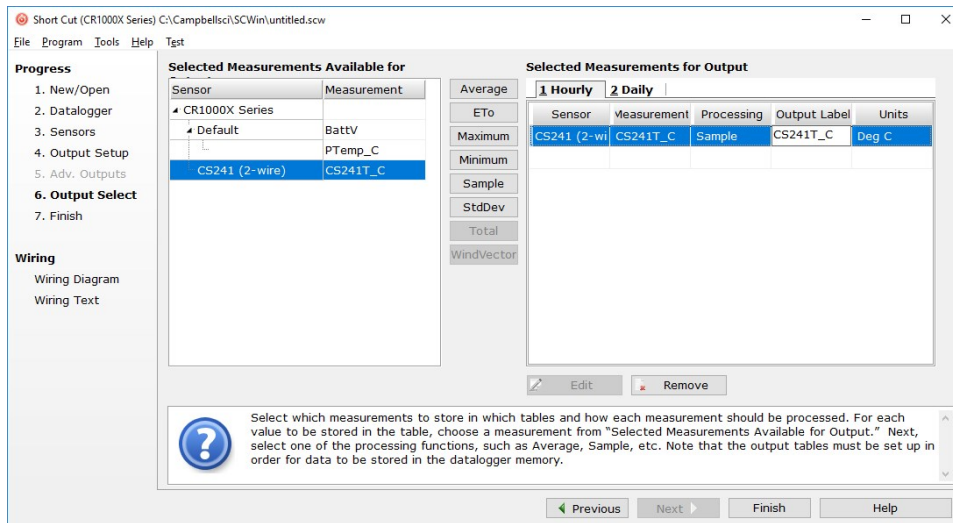 Short Cut (CR1000X Series) C:\Campbellsci\SCWin\untitled.scw
File Program Tools Help Test
Progress
1. New/Open
2. Datalogger
3. Sensors
4. Output Setup
5. Adv. Outputs
6. Output Select
7. Finish
Wiring
Wiring Diagram
Wiring Text
Selected Measurements Available for
Sensor Measurement
CR1000X Series
Default BattV
PTemp_C
CS241 (2-wire) CS241T_C
Average
ETo
Maximum
Minimum
Sample
StdDev
Total
WindVector
Selected Measurements for Output
1 Hourly 2 Daily
Sensor Measurement Processing Output Label Units
CS241 (2-wi CS241T_C Sample CS241T_C Deg C
Edit Remove
Select which measurements to store in which tables and how each measurement should be processed. For each
value to be stored in the table, choose a measurement from "Selected Measurements Available for Output." Next,
select one of the processing functions, such as Average, Sample, etc. Note that the output tables must be set up in
order for data to be stored in the datalogger memory.
Previous Next Finish Help